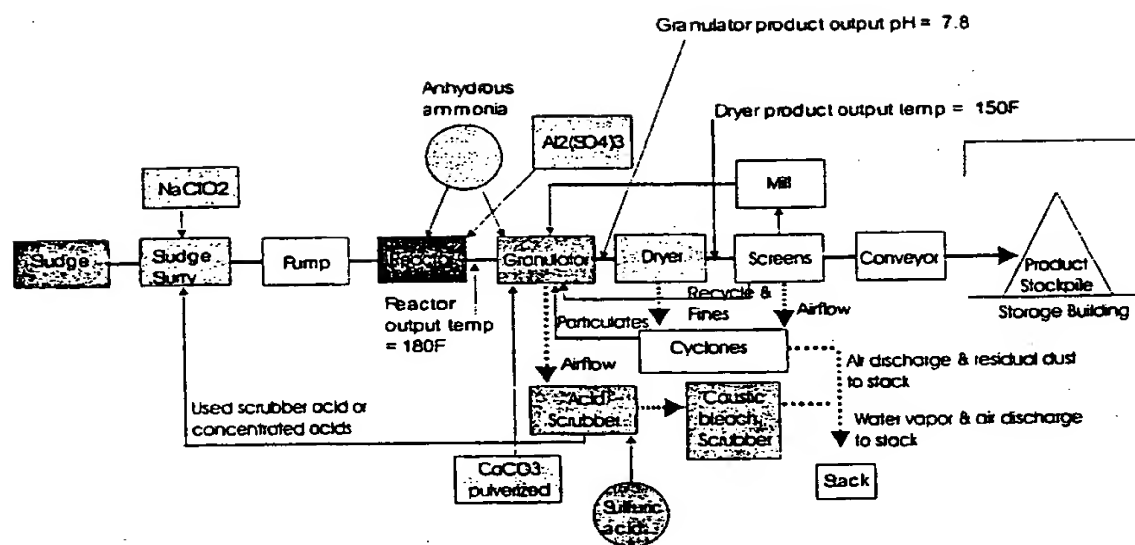 Granulator product output pH = 7.8
Anhydrous
ammonia
Dryer product output temp = 150F
Al2(SO4)3
Mill
NaClO2
Sludge
Sludge
Slurry
Pump
Reactor
Granulator
Dryer
Screens
Conveyor
Product
Stockpile
Storage Building
Reactor
output temp
= 180F
Recycle &
Fines
Particulates
Airflow
Cyclones
Airflow
Air discharge & residual dust
to stack
Used scrubber acid or
concentrated acids
Acid
Scrubber
Caustic
bleach
Scrubber
Water vapor & air discharge
to stack
CaCO3
pulverized
Stack
Sulfuric
acid